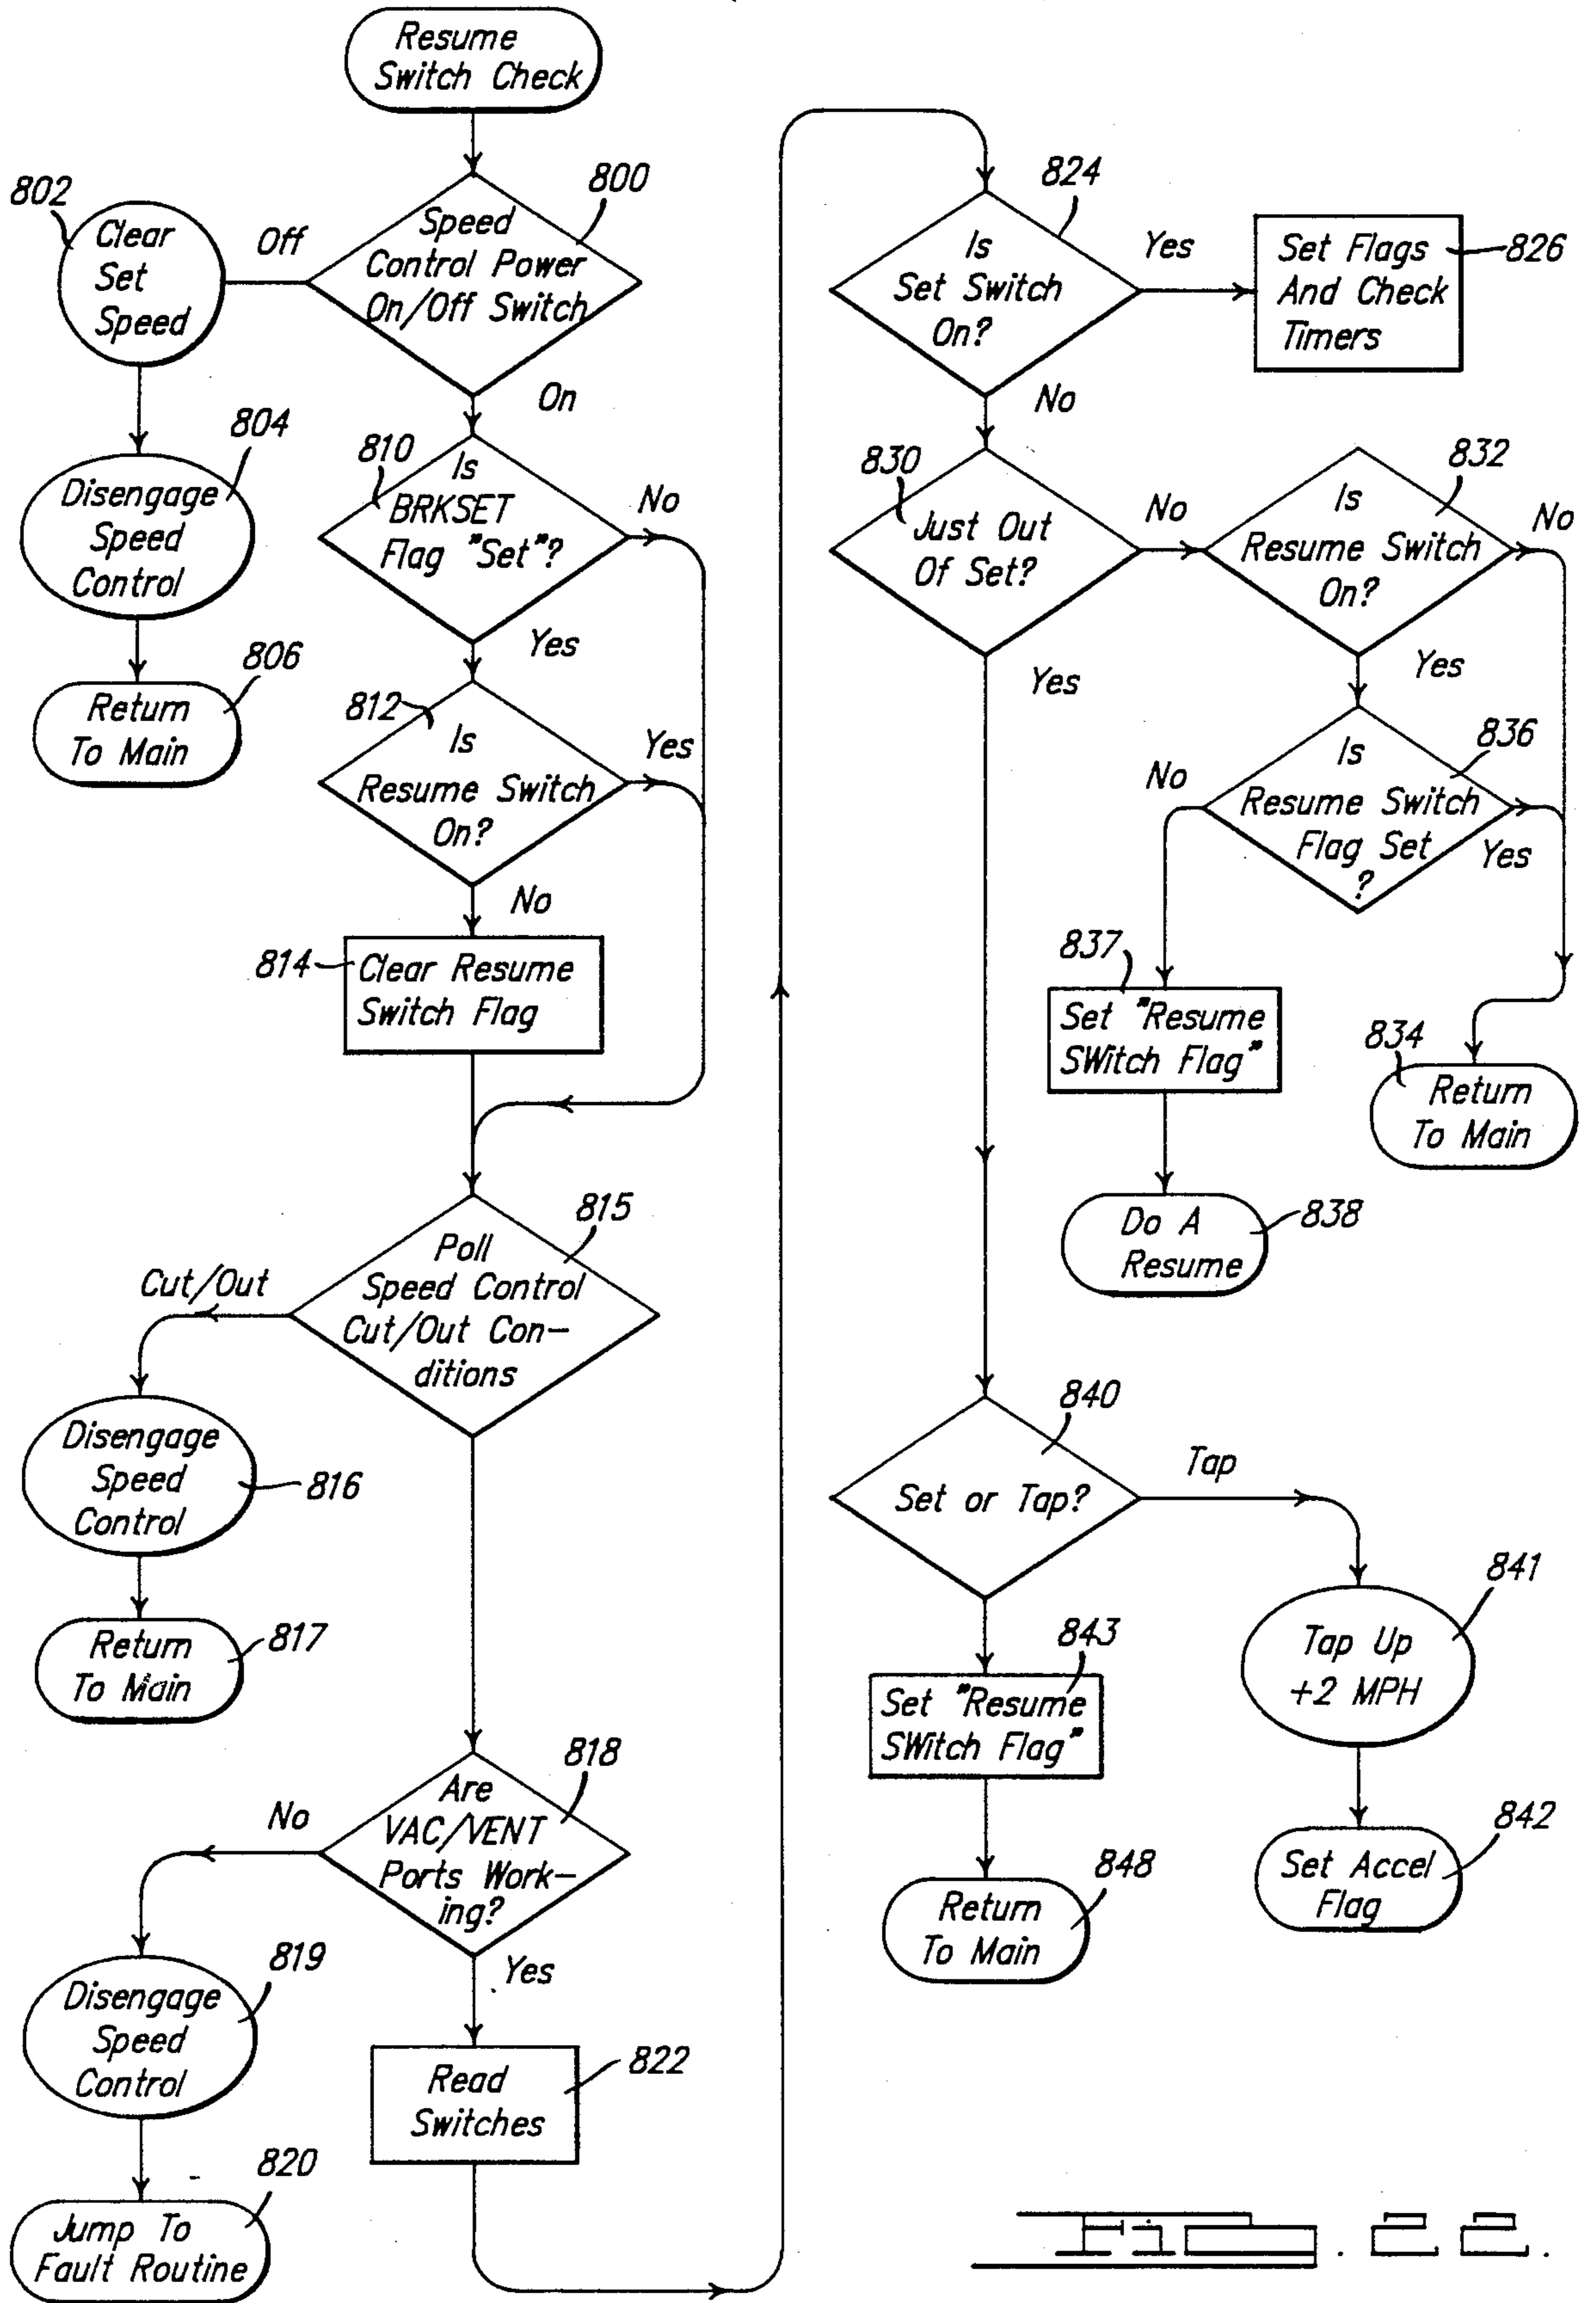 Resume
Switch Check
800
Speed
Control Power
On/Off Switch
Off
On
802
Clear
Set
Speed
804
Disengage
Speed
Control
806
Return
To Main
810
Is
BRKSET
Flag "Set"?
No
Yes
812
Is
Resume Switch
On?
Yes
No
814
Clear Resume
Switch Flag
815
Poll
Speed Control
Cut/Out Con-
ditions
Cut/Out
Disengage
Speed
Control
816
Return
To Main
817
818
Are
VAC/VENT
Ports Work-
ing?
No
Yes
819
Disengage
Speed
Control
820
Jump To
Fault Routine
Read
Switches
822
824
Is
Set Switch
On?
Yes
No
Set Flags
And Check
Timers
826
830
Just Out
Of Set?
No
Yes
832
Is
Resume Switch
On?
No
Yes
836
Is
Resume Switch
Flag Set
?
No
Yes
837
Set "Resume
SWitch Flag"
834
Return
To Main
Do A
Resume
838
840
Set or Tap?
Tap
841
Tap Up
+2 MPH
842
Set Accel
Flag
843
Set "Resume
SWitch Flag"
848
Return
To Main
Fig. 22.